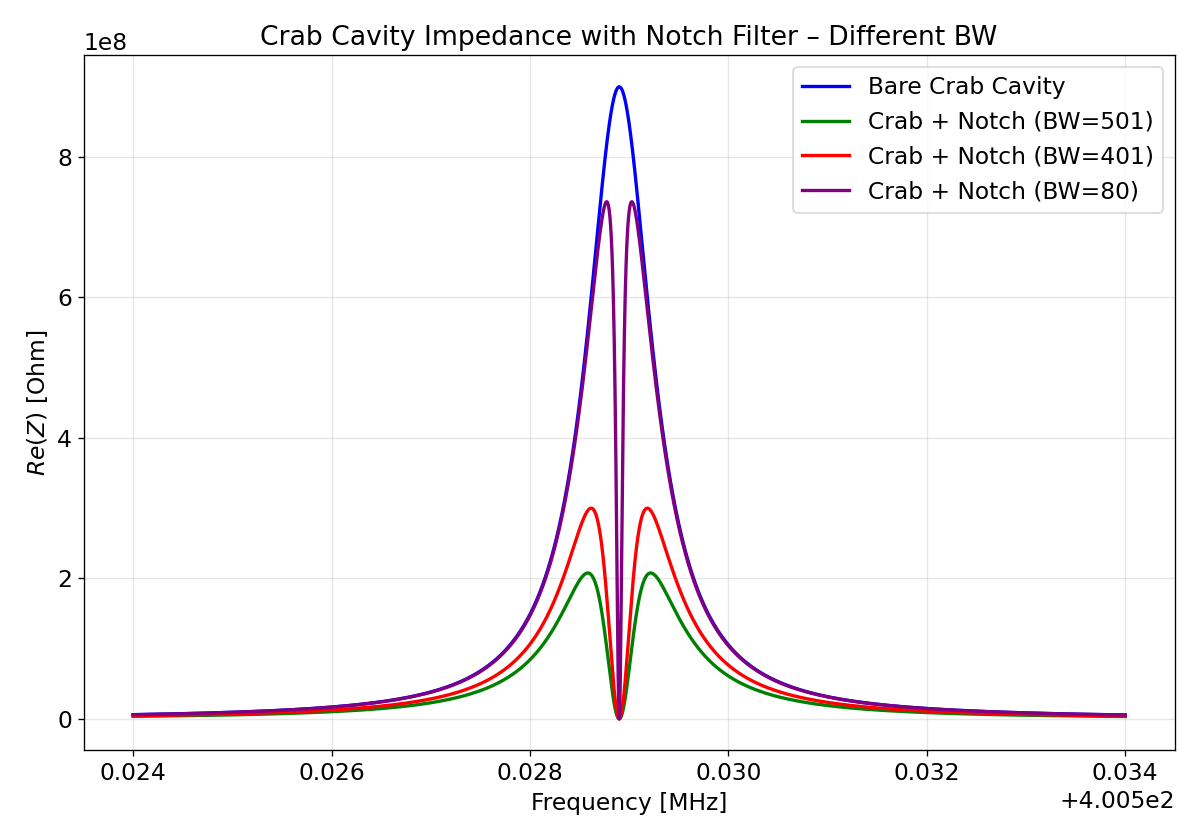 Crab Cavity Impedance with Notch Filter – Different BW
1e8
Bare Crab Cavity
Crab + Notch (BW=501)
Crab + Notch (BW=401)
Crab + Notch (BW=80)
8
6
4
2
0
Re(Z) [Ohm]
0.024 0.026 0.028 0.030 0.032 0.034
Frequency [MHz]
+4.005e2